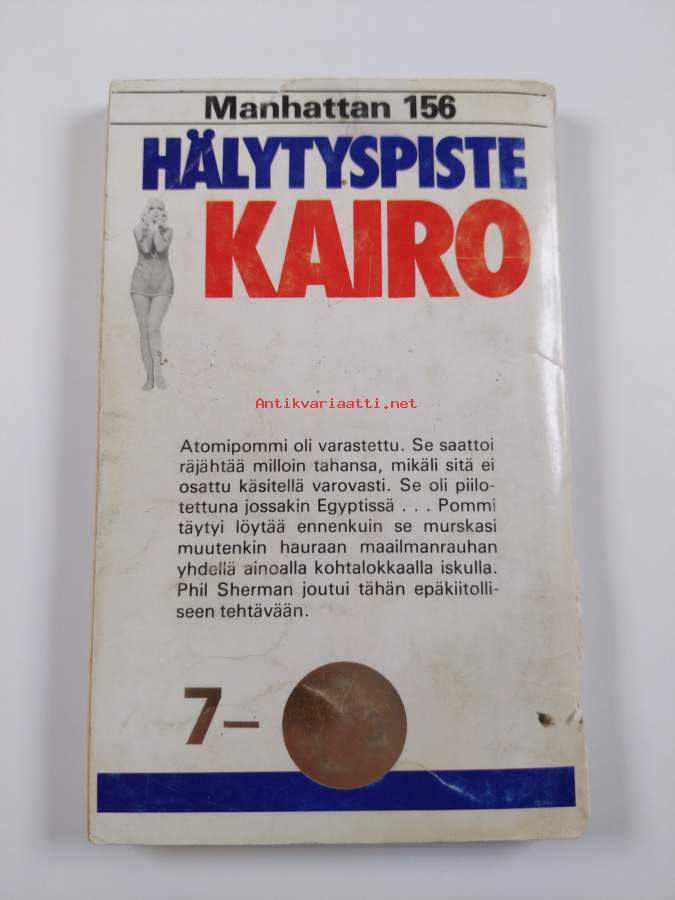 Manhattan 156
HÄLYTYSPISTE
KAIRO
Antikvariaatti.net
Atomipommi oli varastettu. Se saattoi
räjähtää milloin tahansa, mikäli sitä ei
osattu käsitellä varovasti. Se oli piilo-
tettuna jossakin Egyptissä . . . Pommi
täytyi löytää ennenkuin se murskasi
muutenkin hauraan maailmanrauhan
yhdellä ainoalla kohtalokkaalla iskulla.
Phil Sherman joutui tähän epäkiitolli-
seen tehtävään.
7–